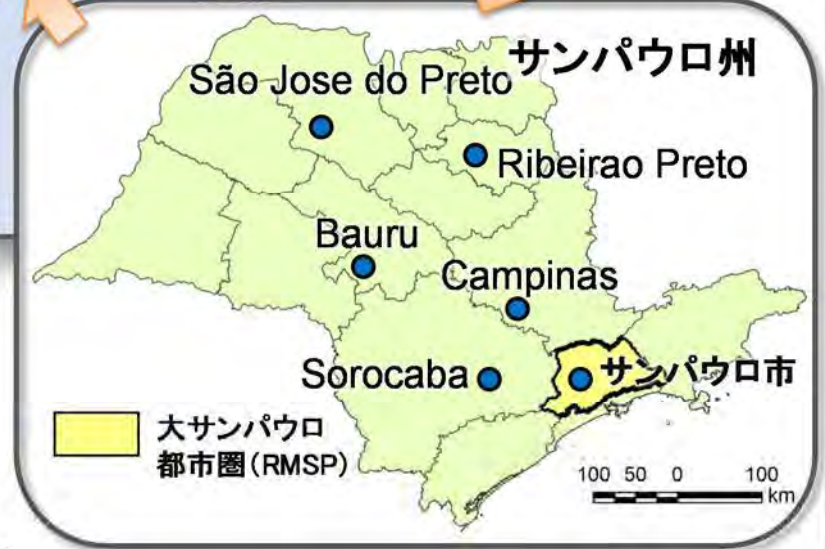 サンパウロ州
São Jose do Preto
Ribeirao Preto
Bauru
Campinas
Sorocaba
サンパウロ市
大サンパウロ
都市圏(RMSP)
100 50 0 100
km